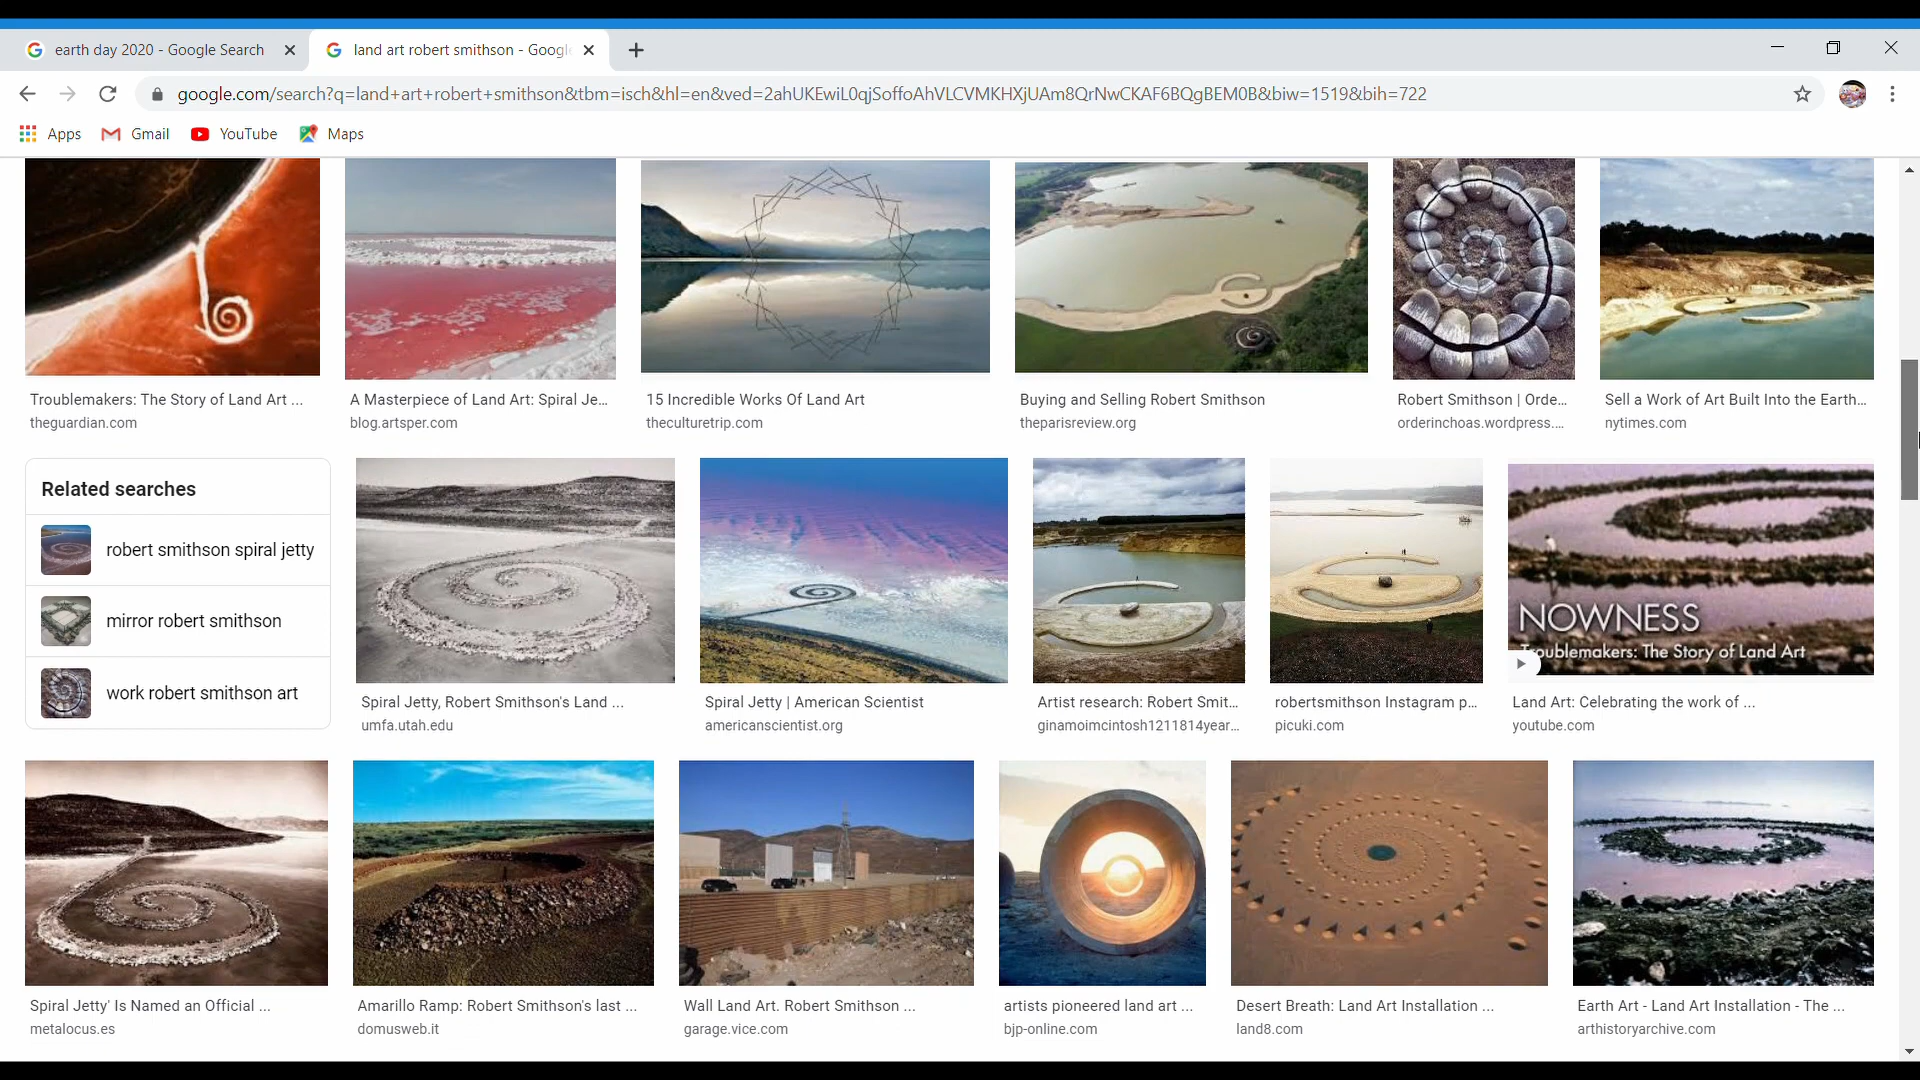 earth day 2020 - Google Search
land art robert smithson - Googl
google.com/search?q=land+art+robert+smithson&tbm=isch&hl=en&ved=2ahUKEwiL0qjSoffoAhVLCVMKHXjUAm8QrNwCKAF6BQgBEM0B&biw=1519&bih=722
Apps
Gmail
YouTube
Maps
Troublemakers: The Story of Land Art ...
theguardian.com
A Masterpiece of Land Art: Spiral Je...
blog.artsper.com
15 Incredible Works Of Land Art
theculturetrip.com
Buying and Selling Robert Smithson
theparisreview.org
Robert Smithson | Orde...
orderinchoas.wordpress....
Sell a Work of Art Built Into the Earth...
nytimes.com
Related searches
robert smithson spiral jetty
mirror robert smithson
work robert smithson art
Spiral Jetty, Robert Smithson's Land ...
umfa.utah.edu
Spiral Jetty | American Scientist
americanscientist.org
Artist research: Robert Smit...
ginamoimcintosh1211814year...
robertsmithson Instagram p...
picuki.com
NOWNESS
Troublemakers: The Story of Land Art
Land Art: Celebrating the work of ...
youtube.com
Spiral Jetty' Is Named an Official ...
metalocus.es
Amarillo Ramp: Robert Smithson's last ...
domusweb.it
Wall Land Art. Robert Smithson ...
garage.vice.com
artists pioneered land art ...
bjp-online.com
Desert Breath: Land Art Installation ...
land8.com
Earth Art - Land Art Installation - The ...
arthistoryarchive.com